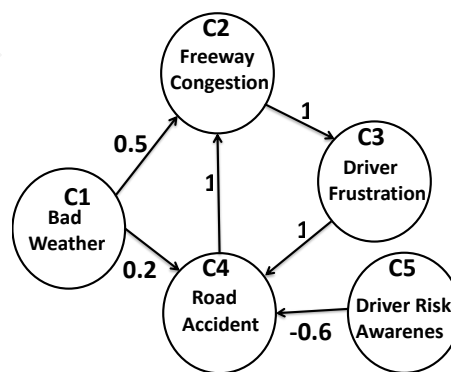 C2
Freeway
Congestion
1
C3
Driver
Frustration
0.5
C1
Bad
Weather
1
1
0.2
C4
Road
Accident
C5
Driver Risk
Awarenes
-0.6